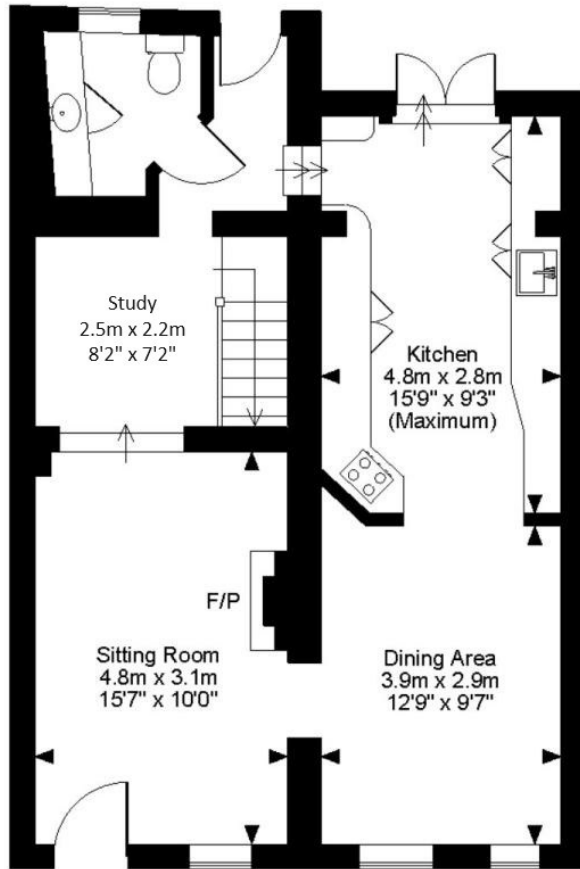 Study
2.5m x 2.2m
8'2" x 7'2"
Kitchen
4.8m x 2.8m
15'9" x 9'3"
(Maximum)
F/P
Sitting Room
4.8m x 3.1m
15'7" x 10'0"
Dining Area
3.9m x 2.9m
12'9" x 9'7"